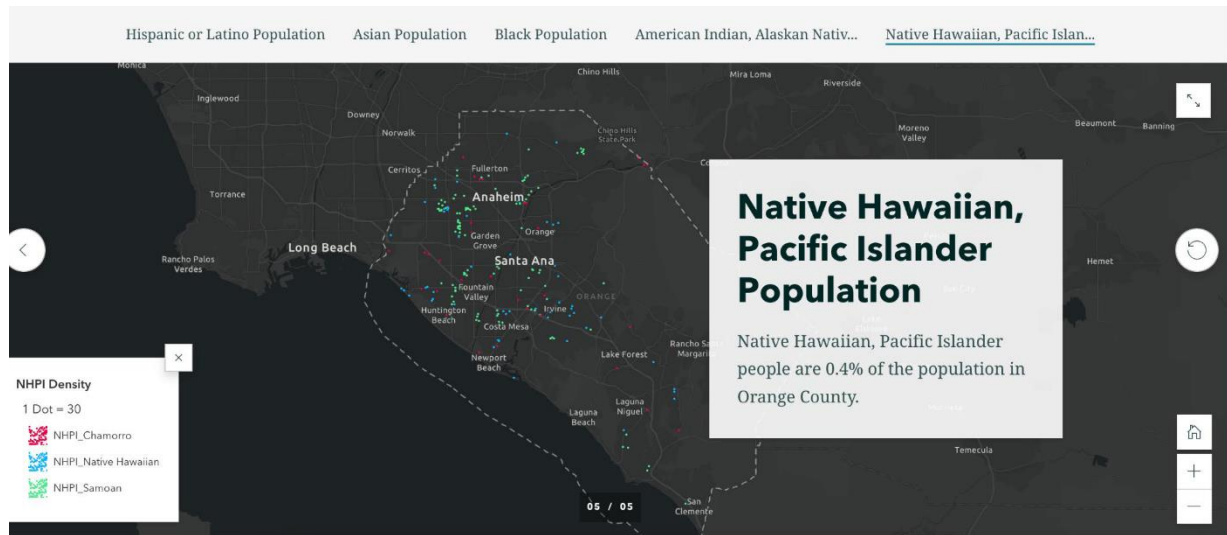 Hispanic or Latino Population
Asian Population
Black Population
American Indian, Alaskan Nativ...
Native Hawaiian, Pacific Islan...
Monica
Chino Hills
Mira Loma
Riverside
Inglewood
Downey
Norwalk
Chino Hills
State Park
Moreno
Valley
Beaumont
Banning
Cerritos
Fullerton
Torrance
Anaheim
Orange
Garden
Grove
Long Beach
Santa Ana
Rancho Palos
Verdes
Hemet
Fountain
Valley
ORANGE
Huntington
Beach
Irvine
Costa Mesa
Newport
Beach
Lake Forest
Rancho Sa
Margari
Laguna
Niguel
Laguna
Beach
San
Clemente
Temecula
Native Hawaiian,
Pacific Islander
Population
Native Hawaiian, Pacific Islander
people are 0.4% of the population in
Orange County.
NHPI Density
1 Dot = 30
NHPI_Chamorro
NHPI_Native Hawaiian
NHPI_Samoan
05 / 05